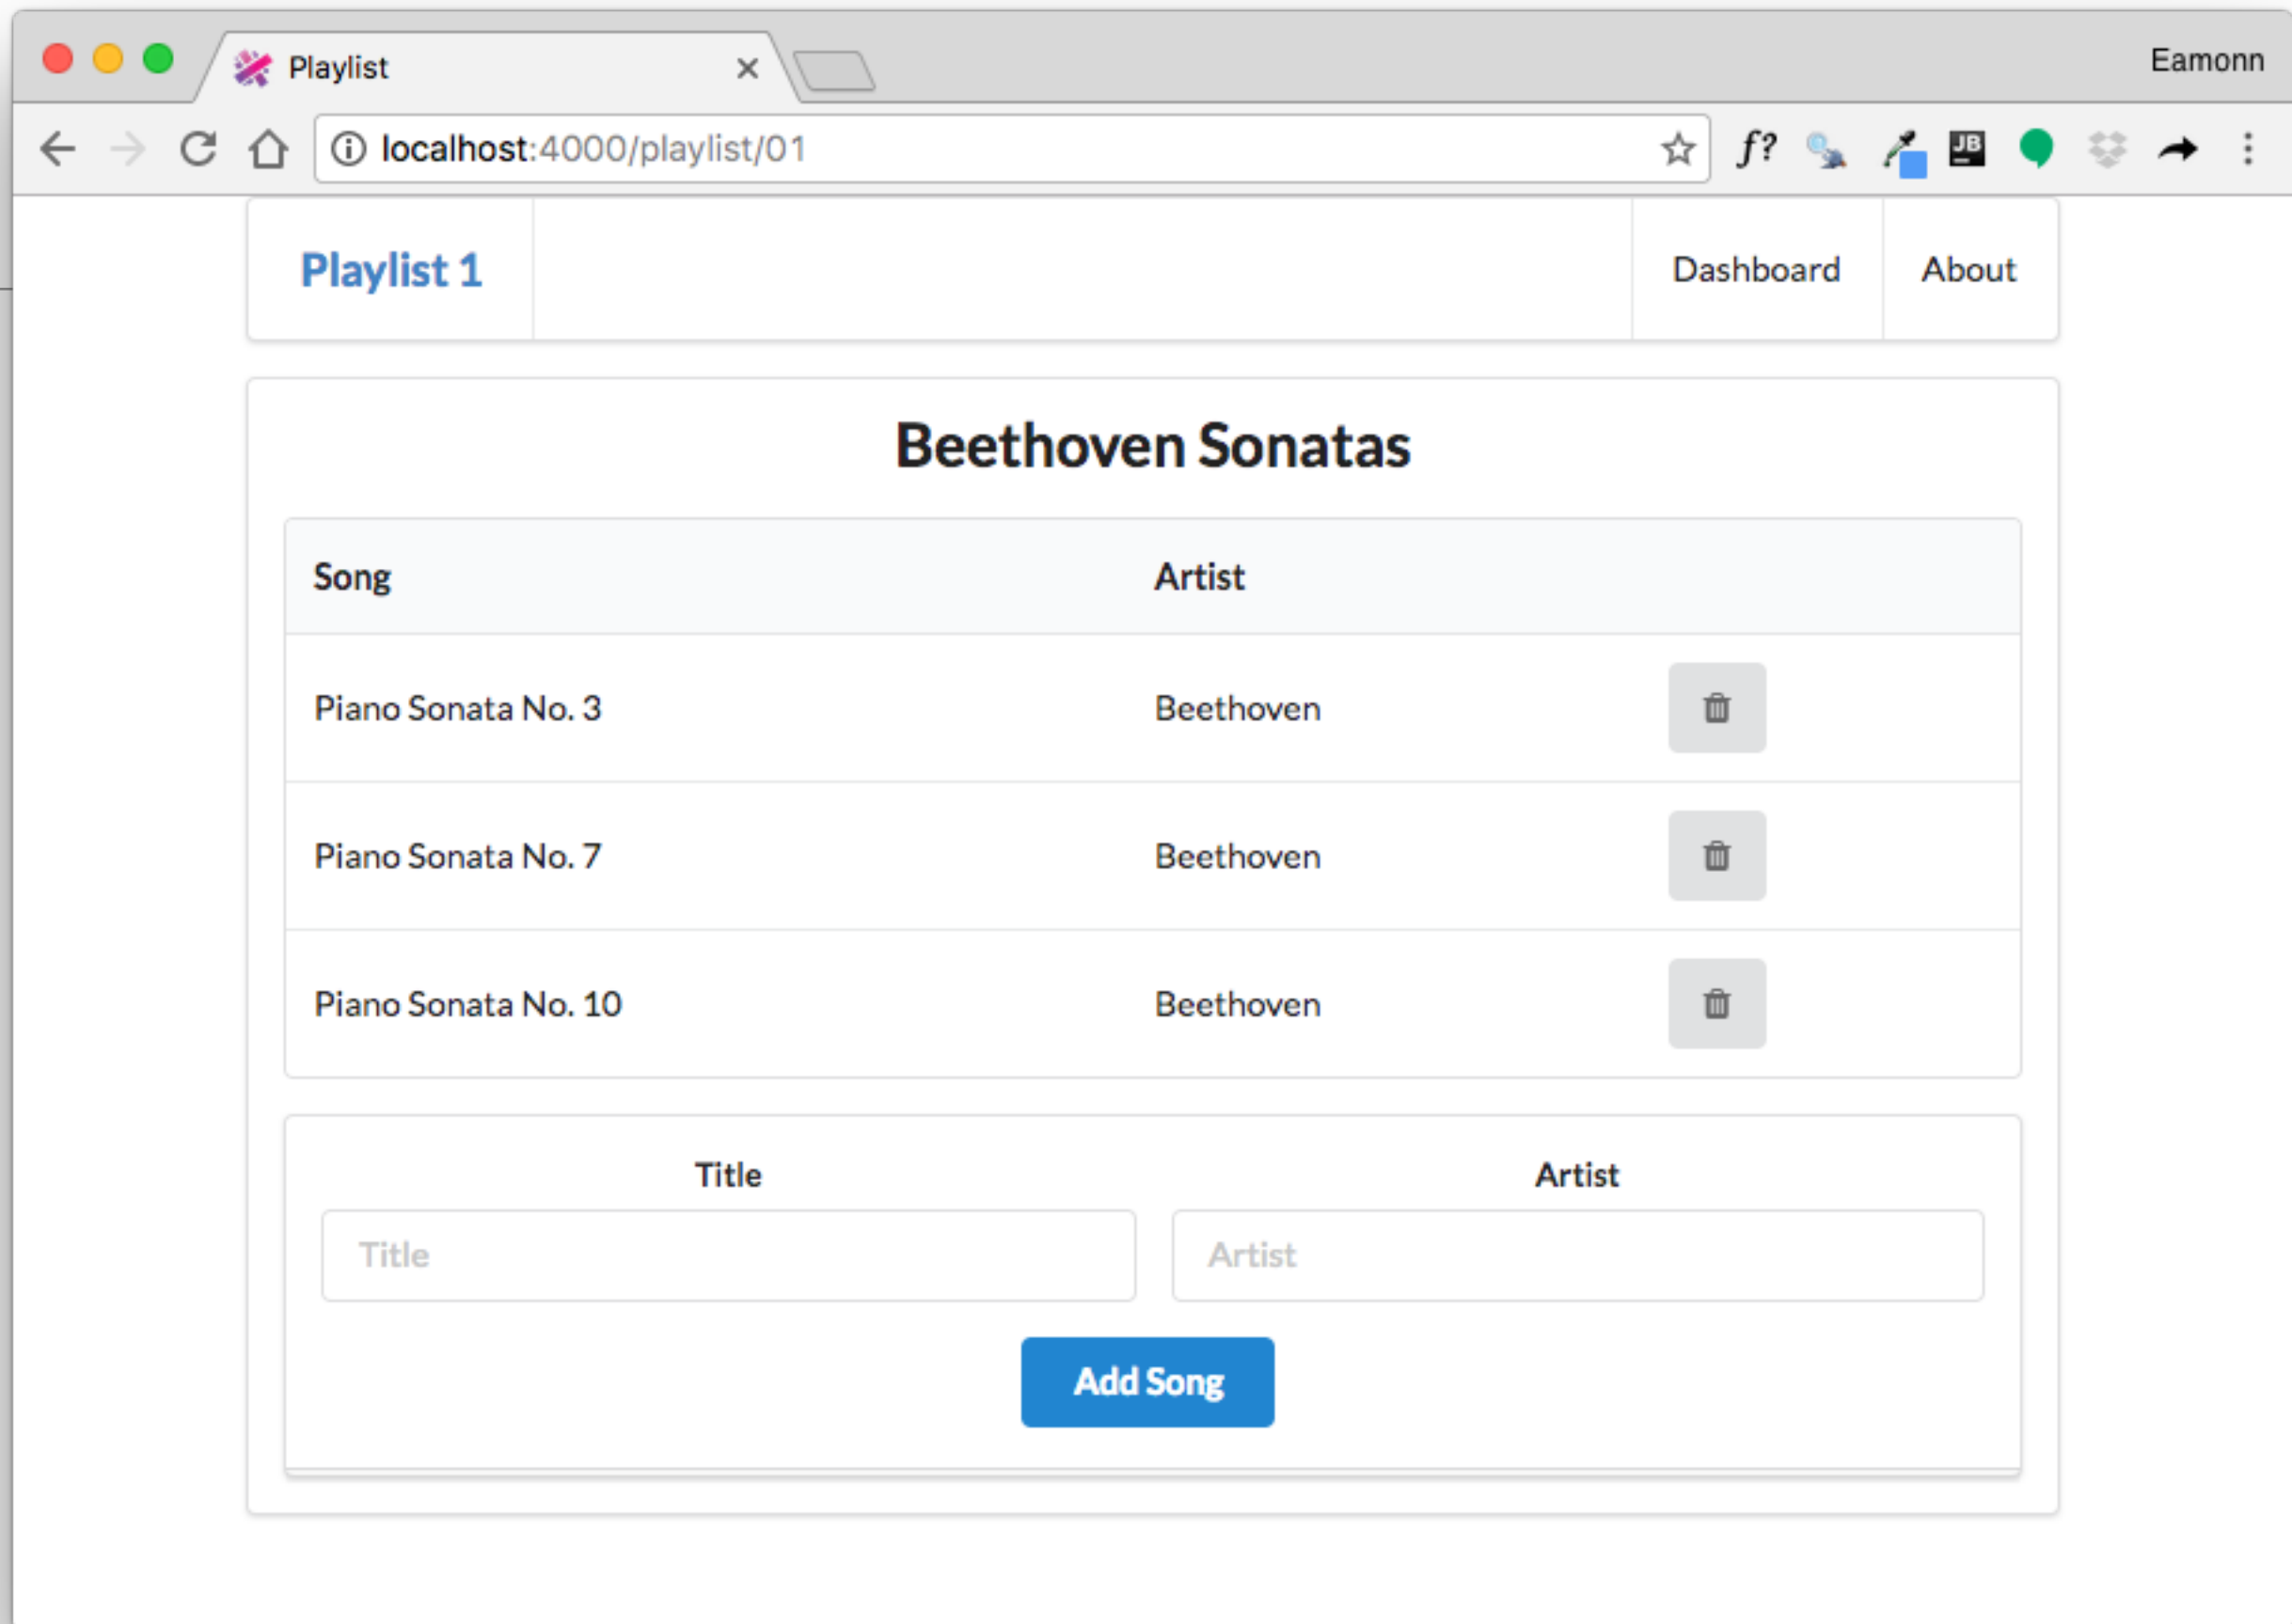 Playlist
Eamonn
localhost:4000/playlist/01
f?
JB
Playlist 1
Dashboard
About
Beethoven Sonatas
Song Artist
Piano Sonata No. 3 Beethoven
Piano Sonata No. 7 Beethoven
Piano Sonata No. 10 Beethoven
Title Artist
Title Artist
Add Song